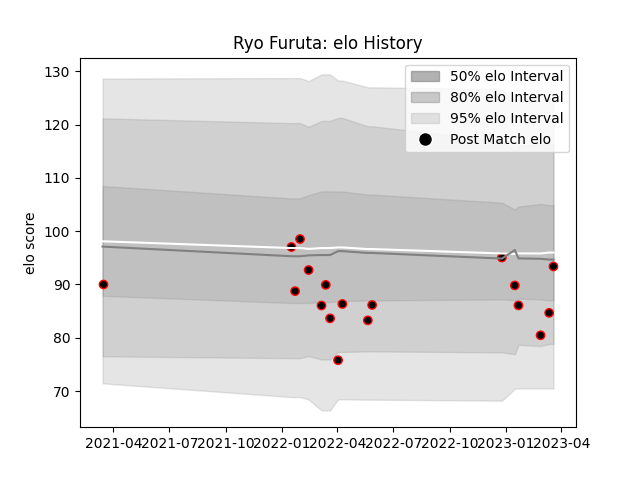 Ryo Furuta: elo History
130
120
110
100
90
80
70
elo score
50% elo Interval
80% elo Interval
95% elo Interval
Post Match elo
2021-04
2021-07
2021-10
2022-01
2022-04
2022-07
2022-10
2023-01
2023-04